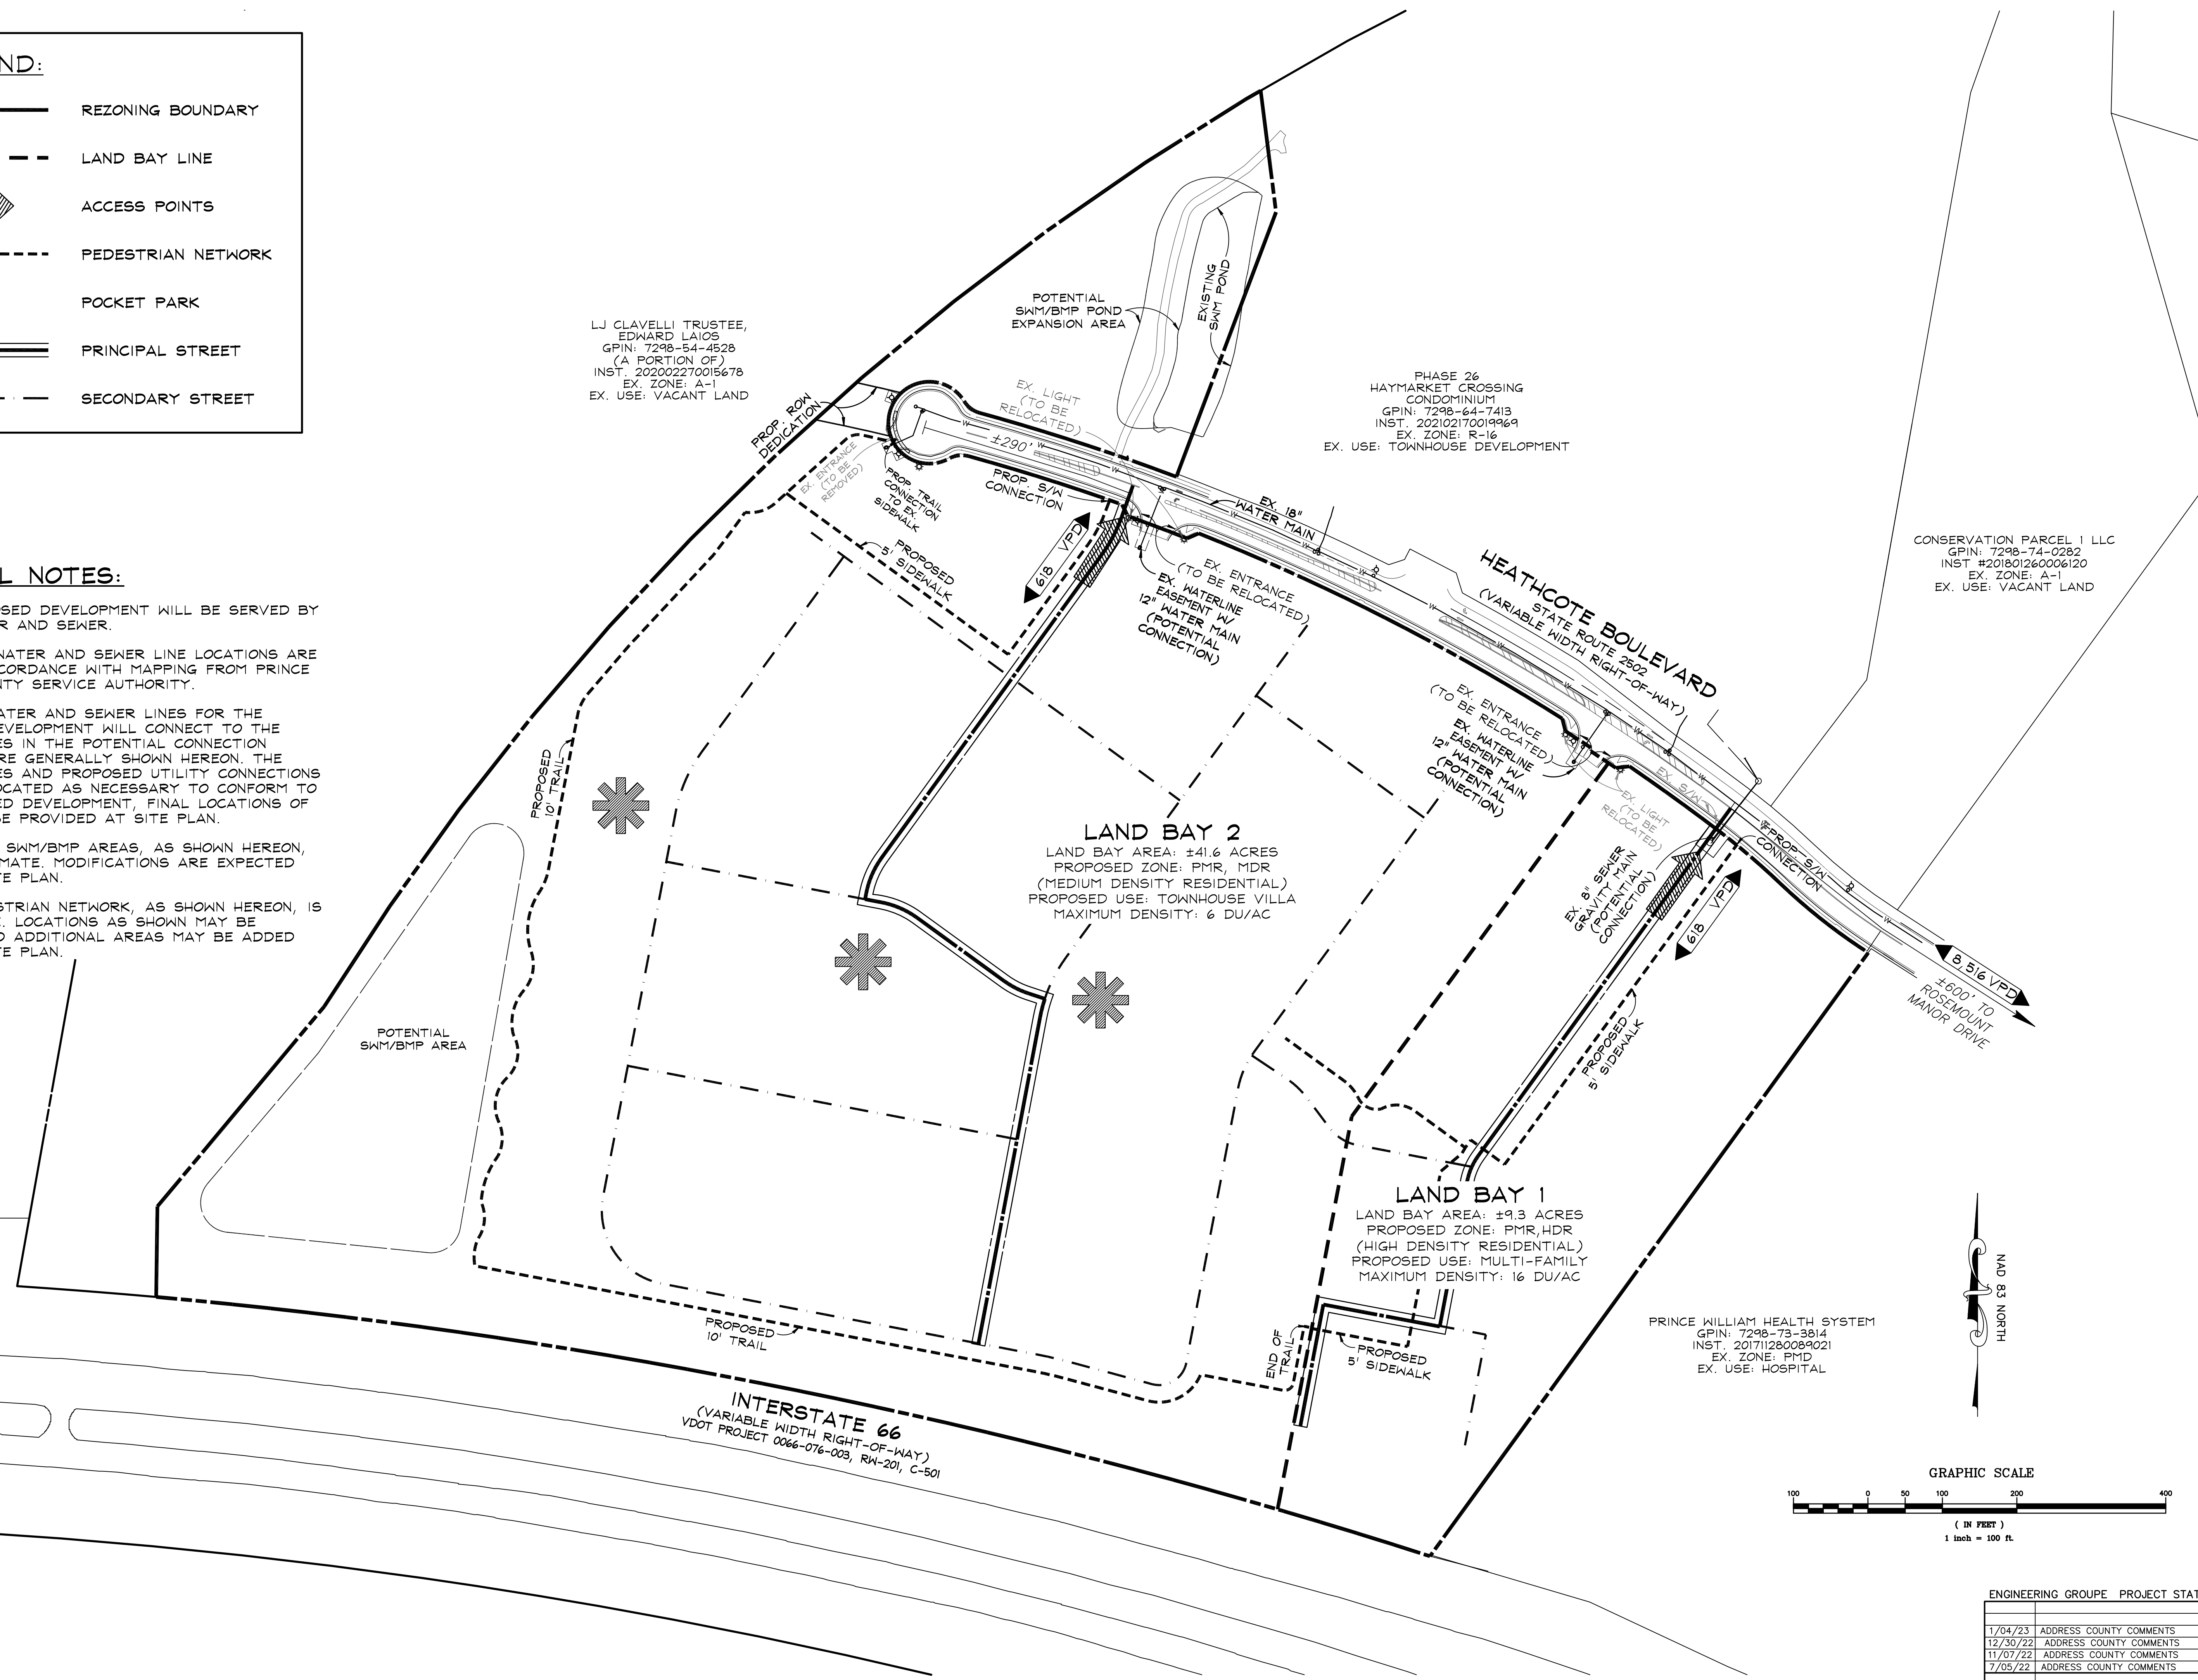 ND:
REZONING BOUNDARY
LAND BAY LINE
ACCESS POINTS
PEDESTRIAN NETWORK
POCKET PARK
PRINCIPAL STREET
SECONDARY STREET
L NOTES:
OSED DEVELOPMENT WILL BE SERVED BY
R AND SEWER.
WATER AND SEWER LINE LOCATIONS ARE
CCORDANCE WITH MAPPING FROM PRINCE
NTY SERVICE AUTHORITY.
ATER AND SEWER LINES FOR THE
EVELOPMENT WILL CONNECT TO THE
ES IN THE POTENTIAL CONNECTION
RE GENERALLY SHOWN HEREON. THE
ES AND PROPOSED UTILITY CONNECTIONS
OCATED AS NECESSARY TO CONFORM TO
ED DEVELOPMENT, FINAL LOCATIONS OF
BE PROVIDED AT SITE PLAN.
SWM/BMP AREAS, AS SHOWN HEREON,
MATE. MODIFICATIONS ARE EXPECTED
TE PLAN.
STRIAN NETWORK, AS SHOWN HEREON, IS
E. LOCATIONS AS SHOWN MAY BE
D ADDITIONAL AREAS MAY BE ADDED
TE PLAN.
LJ CLAVELLI TRUSTEE,
EDWARD LAIOS
GPIN: 7298-54-4528
(A PORTION OF)
INST. 202002270015678
EX. ZONE: A-1
EX. USE: VACANT LAND
POTENTIAL
SWM/BMP POND
EXPANSION AREA
EXISTING
SWM POND
PHASE 26
HAYMARKET CROSSING
CONDOMINIUM
GPIN: 7298-64-7413
INST. 202102170019969
EX. ZONE: R-16
EX. USE: TOWNHOUSE DEVELOPMENT
CONSERVATION PARCEL 1 LLC
GPIN: 7298-74-0282
INST #201801260006120
EX. ZONE: A-1
EX. USE: VACANT LAND
PROP. ROW
DEDICATION
EX. LIGHT
(TO BE
RELOCATED)
±290'
EX. ENTRANCE
(TO BE
REMOVED)
PROP. TRAIL
CONNECTION
TO EX.
SIDEWALK
PROP. S/W
CONNECTION
PROPOSED
5' SIDEWALK
618 VPD
EX. 18"
WATER MAIN
EX. ENTRANCE
(TO BE RELOCATED)
EX. WATERLINE
EASEMENT W/
12" WATER MAIN
(POTENTIAL
CONNECTION)
HEATHCOTE BOULEVARD
STATE ROUTE 2502
(VARIABLE WIDTH RIGHT-OF-WAY)
EX. ENTRANCE
(TO BE RELOCATED)
EX. WATERLINE
EASEMENT W/
12" WATER MAIN
(POTENTIAL
CONNECTION)
EX. S/W
EX. LIGHT
(TO BE
RELOCATED)
EX. 8" SEWER
GRAVITY MAIN
(POTENTIAL
CONNECTION)
PROP. S/W
CONNECTION
618 VPD
8,516 VPD
±600' TO
ROSEMOUNT
MANOR DRIVE
PROPOSED
5' SIDEWALK
PROPOSED
10' TRAIL
LAND BAY 2
LAND BAY AREA: ±41.6 ACRES
PROPOSED ZONE: PMR, MDR
(MEDIUM DENSITY RESIDENTIAL)
PROPOSED USE: TOWNHOUSE VILLA
MAXIMUM DENSITY: 6 DU/AC
POTENTIAL
SWM/BMP AREA
LAND BAY 1
LAND BAY AREA: ±9.3 ACRES
PROPOSED ZONE: PMR,HDR
(HIGH DENSITY RESIDENTIAL)
PROPOSED USE: MULTI-FAMILY
MAXIMUM DENSITY: 16 DU/AC
PROPOSED
10' TRAIL
END OF
TRAIL
PROPOSED
5' SIDEWALK
INTERSTATE 66
(VARIABLE WIDTH RIGHT-OF-WAY)
VDOT PROJECT 0066-076-003, RW-201, C-501
PRINCE WILLIAM HEALTH SYSTEM
GPIN: 7298-73-3814
INST. 201711280089021
EX. ZONE: PMD
EX. USE: HOSPITAL
NAD 83 NORTH
GRAPHIC SCALE
100 0 50 100 200 400
( IN FEET )
1 inch = 100 ft.
ENGINEERING GROUPE PROJECT STAT
1/04/23 ADDRESS COUNTY COMMENTS
12/30/22 ADDRESS COUNTY COMMENTS
11/07/22 ADDRESS COUNTY COMMENTS
7/05/22 ADDRESS COUNTY COMMENTS